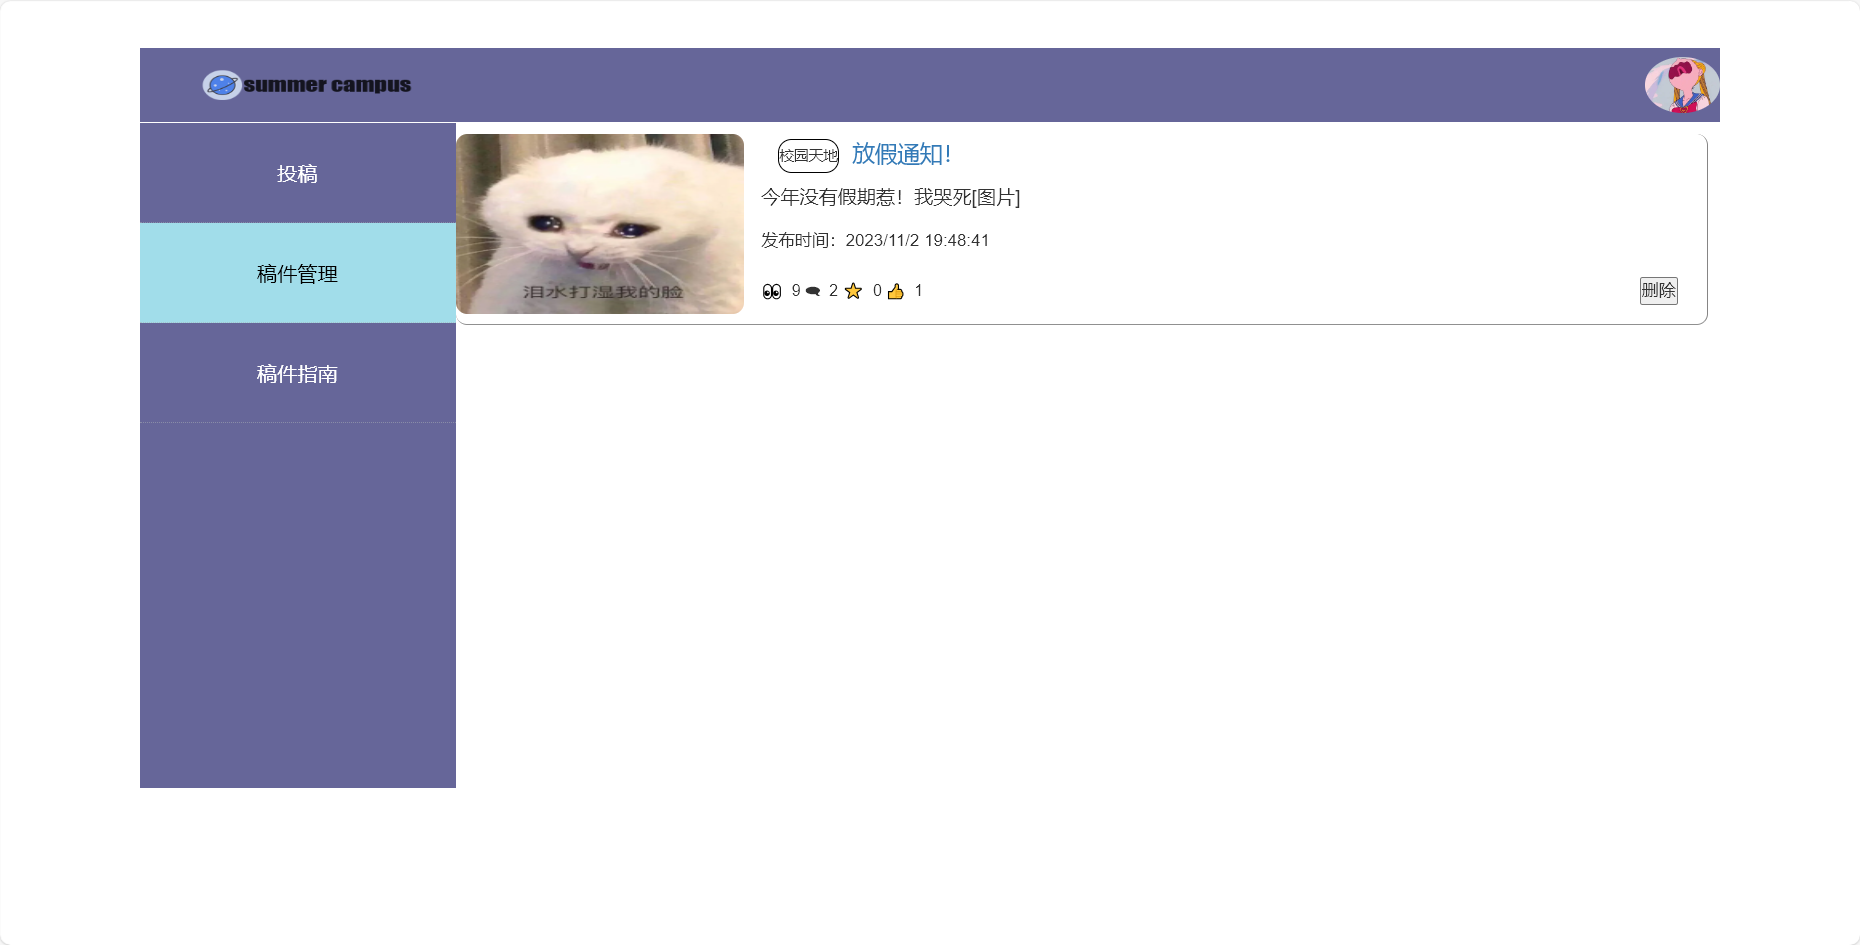 summer campus
投稿
稿件管理
稿件指南
泪水打湿我的脸
校园天地 放假通知！
今年没有假期惹！我哭死[图片]
发布时间：2023/11/2 19:48:41
9 2 0 1
删除